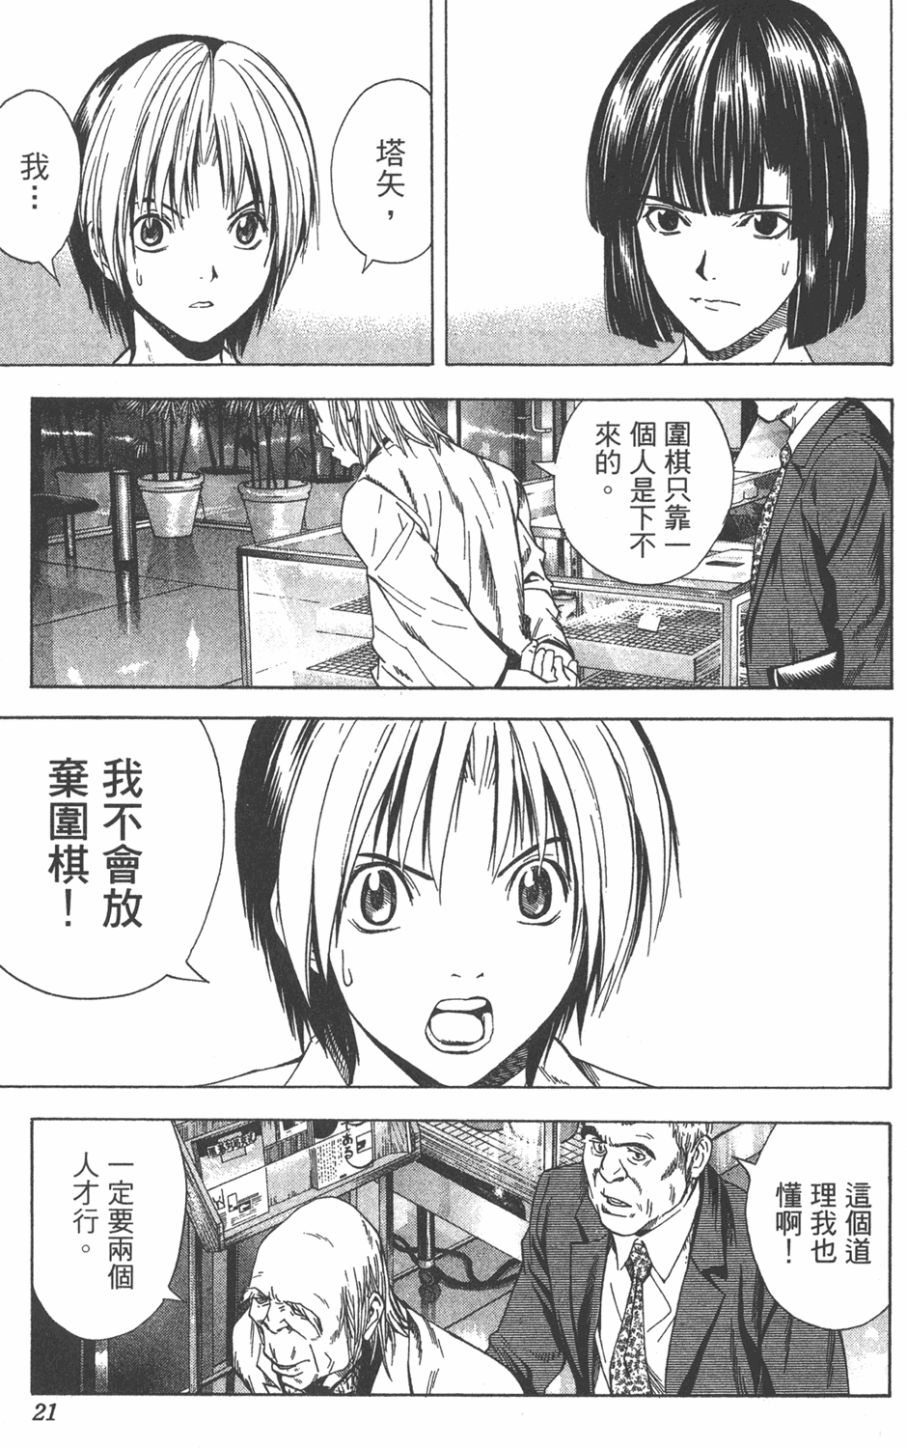 塔矢，
我…
圍棋只靠一
個人是下不
來的。
我不會放
棄圍棋！
這個道
理我也
懂啊！
一定要兩個
人才行。
21